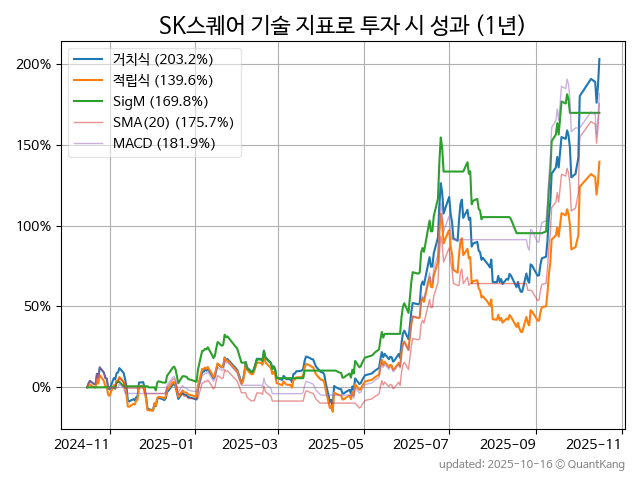 SK스퀘어 기술 지표로 투자 시 성과 (1년)
거치식 (203.2%)
적립식 (139.6%)
SigM (169.8%)
SMA(20) (175.7%)
MACD (181.9%)
200%
150%
100%
50%
0%
2024-11 2025-01 2025-03 2025-05 2025-07 2025-09 2025-11
updated: 2025-10-16 © QuantKang